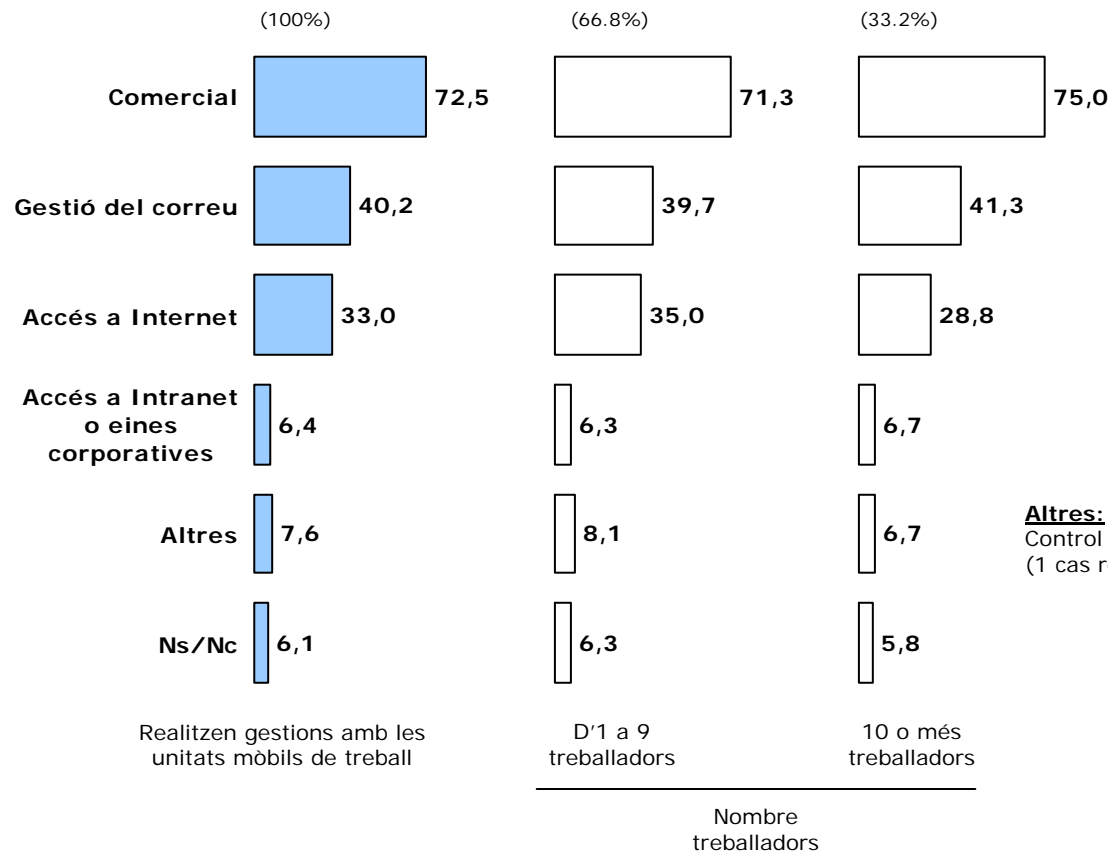 (100%) (66.8%) (33.2%)
Comercial 72,5 71,3 75,0
Gestió del correu 40,2 39,7 41,3
Accés a Internet 33,0 35,0 28,8
Accés a Intranet
o eines
corporatives
6,4 6,3 6,7
Altres 7,6 8,1 6,7
Altres:
Control
(1 cas
Ns/Nc 6,1 6,3 5,8
Realitzen gestions amb les
unitats mòbils de treball
D'1 a 9
treballadors
10 o més
treballadors
Nombre
treballadors